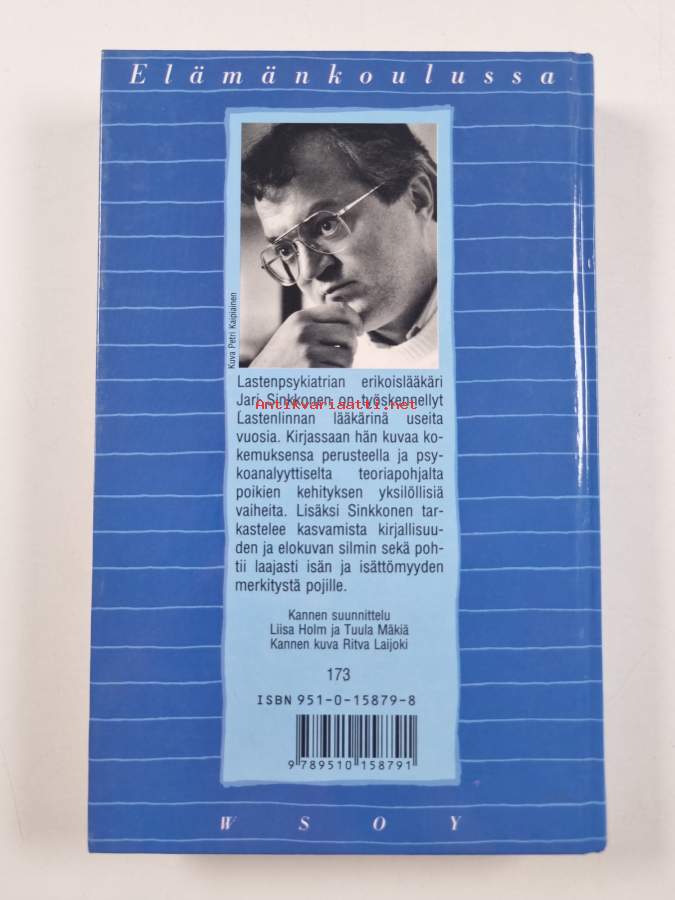 Elämänkoulussa
Kuva Petri Kaipiainen
Lastenpsykiatrian erikoislääkäri
Jari Sinkkonen on työskennellyt
Antikvariaatti.net
Lastenlinnan lääkärinä useita
vuosia. Kirjassaan hän kuvaa ko-
kemuksensa perusteella ja psy-
koanalyyttiselta teoriapohjalta
poikien kehityksen yksilöllisiä
vaiheita. Lisäksi Sinkkonen tar-
kastelee kasvamista kirjallisuu-
den ja elokuvan silmin sekä poh-
tii laajasti isän ja isättömyyden
merkitystä pojille.
Kannen suunnittelu
Liisa Holm ja Tuula Mäkiä
Kannen kuva Ritva Laijoki
173
ISBN 951-0-15879-8
9 789510 158791
WSOY